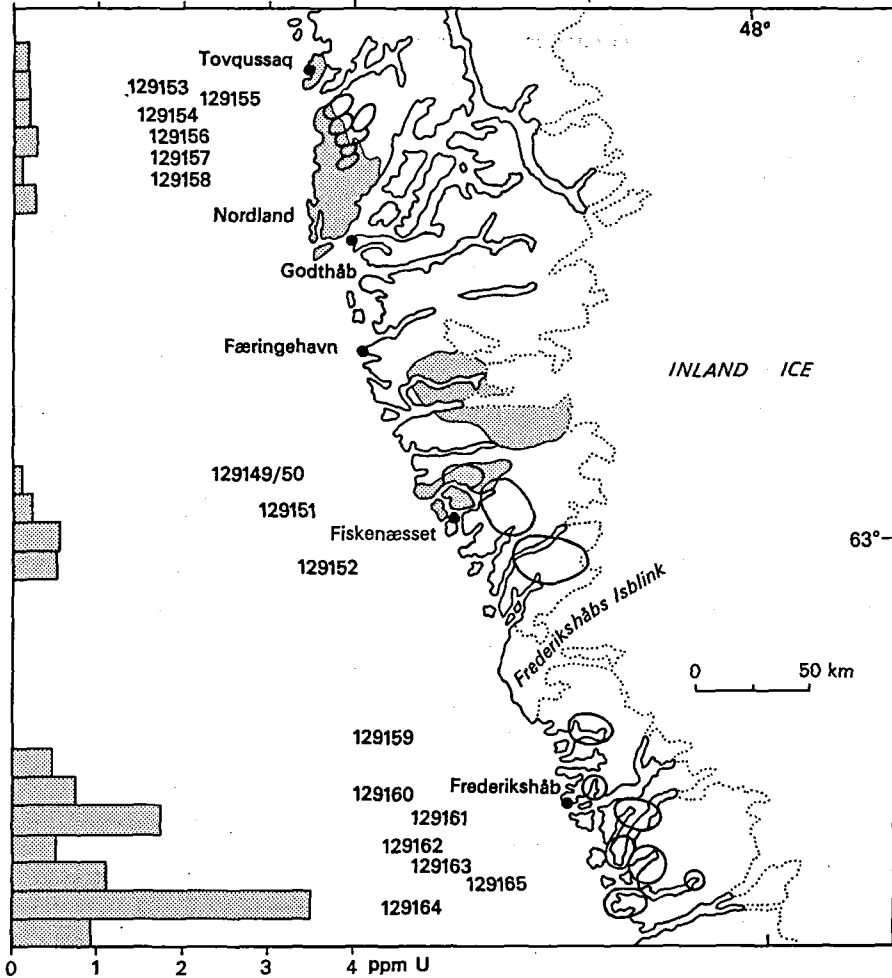 48°
Tovqussaq
129153
129155
129154
129156
129157
129158
Nordland
Godthåb
Færingehavn
INLAND ICE
129149/50
129151
Fiskenæsset
63°
129152
Frederikshåbs Isblink
0 50 km
129159
Frederikshåb
129160
129161
129162
129163
129165
129164
0 1 2 3 4 ppm U